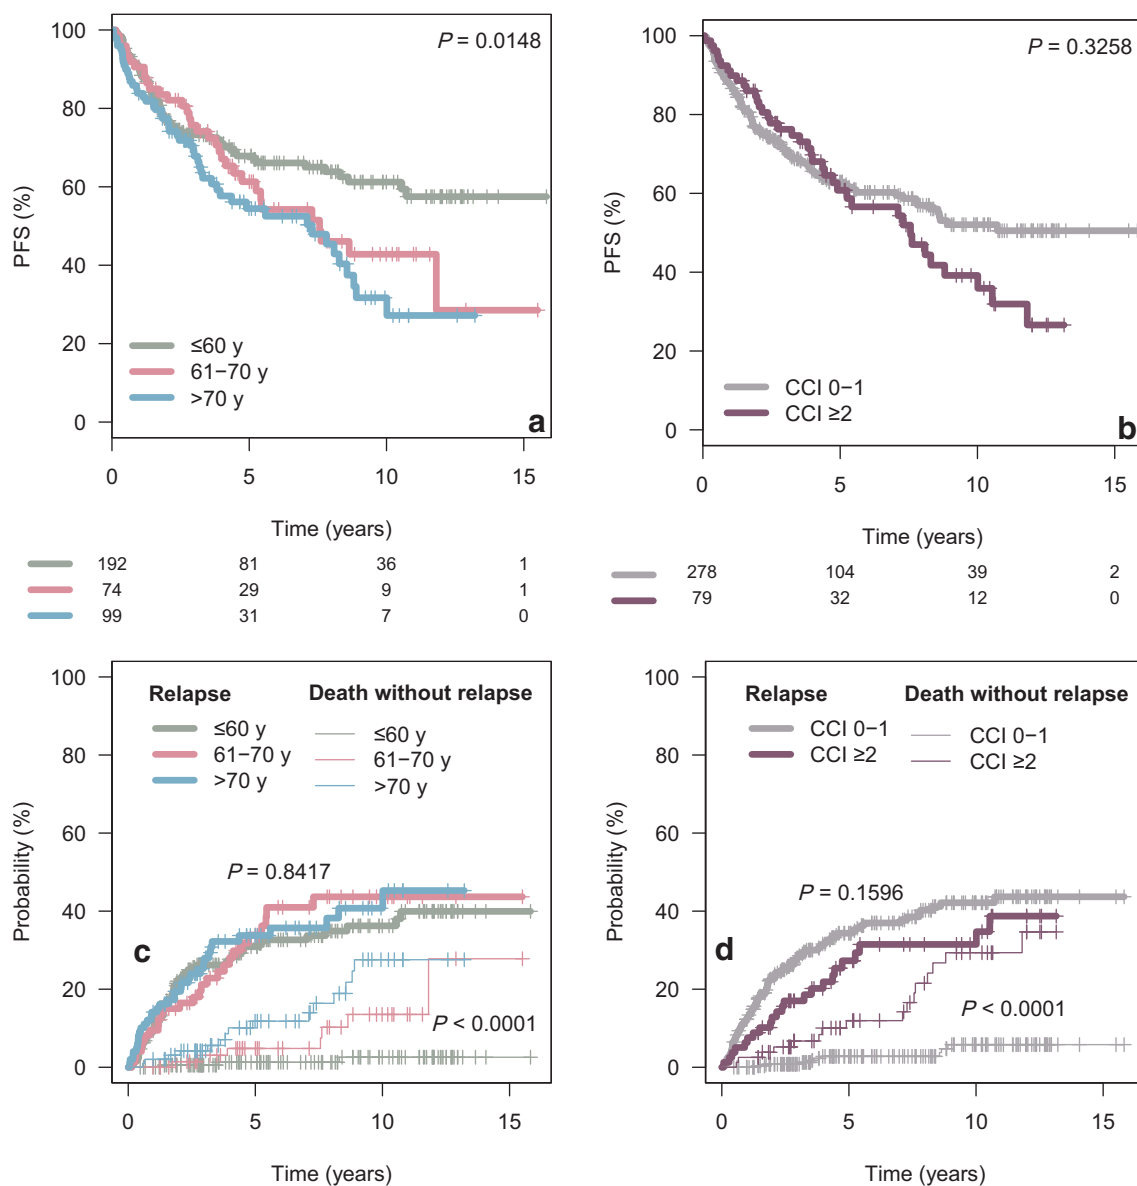 100
80
60
40
20
0
PFS (%)
P = 0.0148
≤60 y
61–70 y
>70 y
a
0 5 10 15
Time (years)
192 81 36 1
74 29 9 1
99 31 7 0
100
80
60
40
20
0
PFS (%)
P = 0.3258
CCI 0–1
CCI ≥2
b
0 5 10 15
Time (years)
278 104 39 2
79 32 12 0
100
80
60
40
20
0
Probability (%)
Relapse Death without relapse
≤60 y ≤60 y
61–70 y 61–70 y
>70 y >70 y
P = 0.8417
c
P < 0.0001
0 5 10 15
Time (years)
100
80
60
40
20
0
Probability (%)
Relapse Death without relapse
CCI 0–1 CCI 0–1
CCI ≥2 CCI ≥2
P = 0.1596
d
P < 0.0001
0 5 10 15
Time (years)